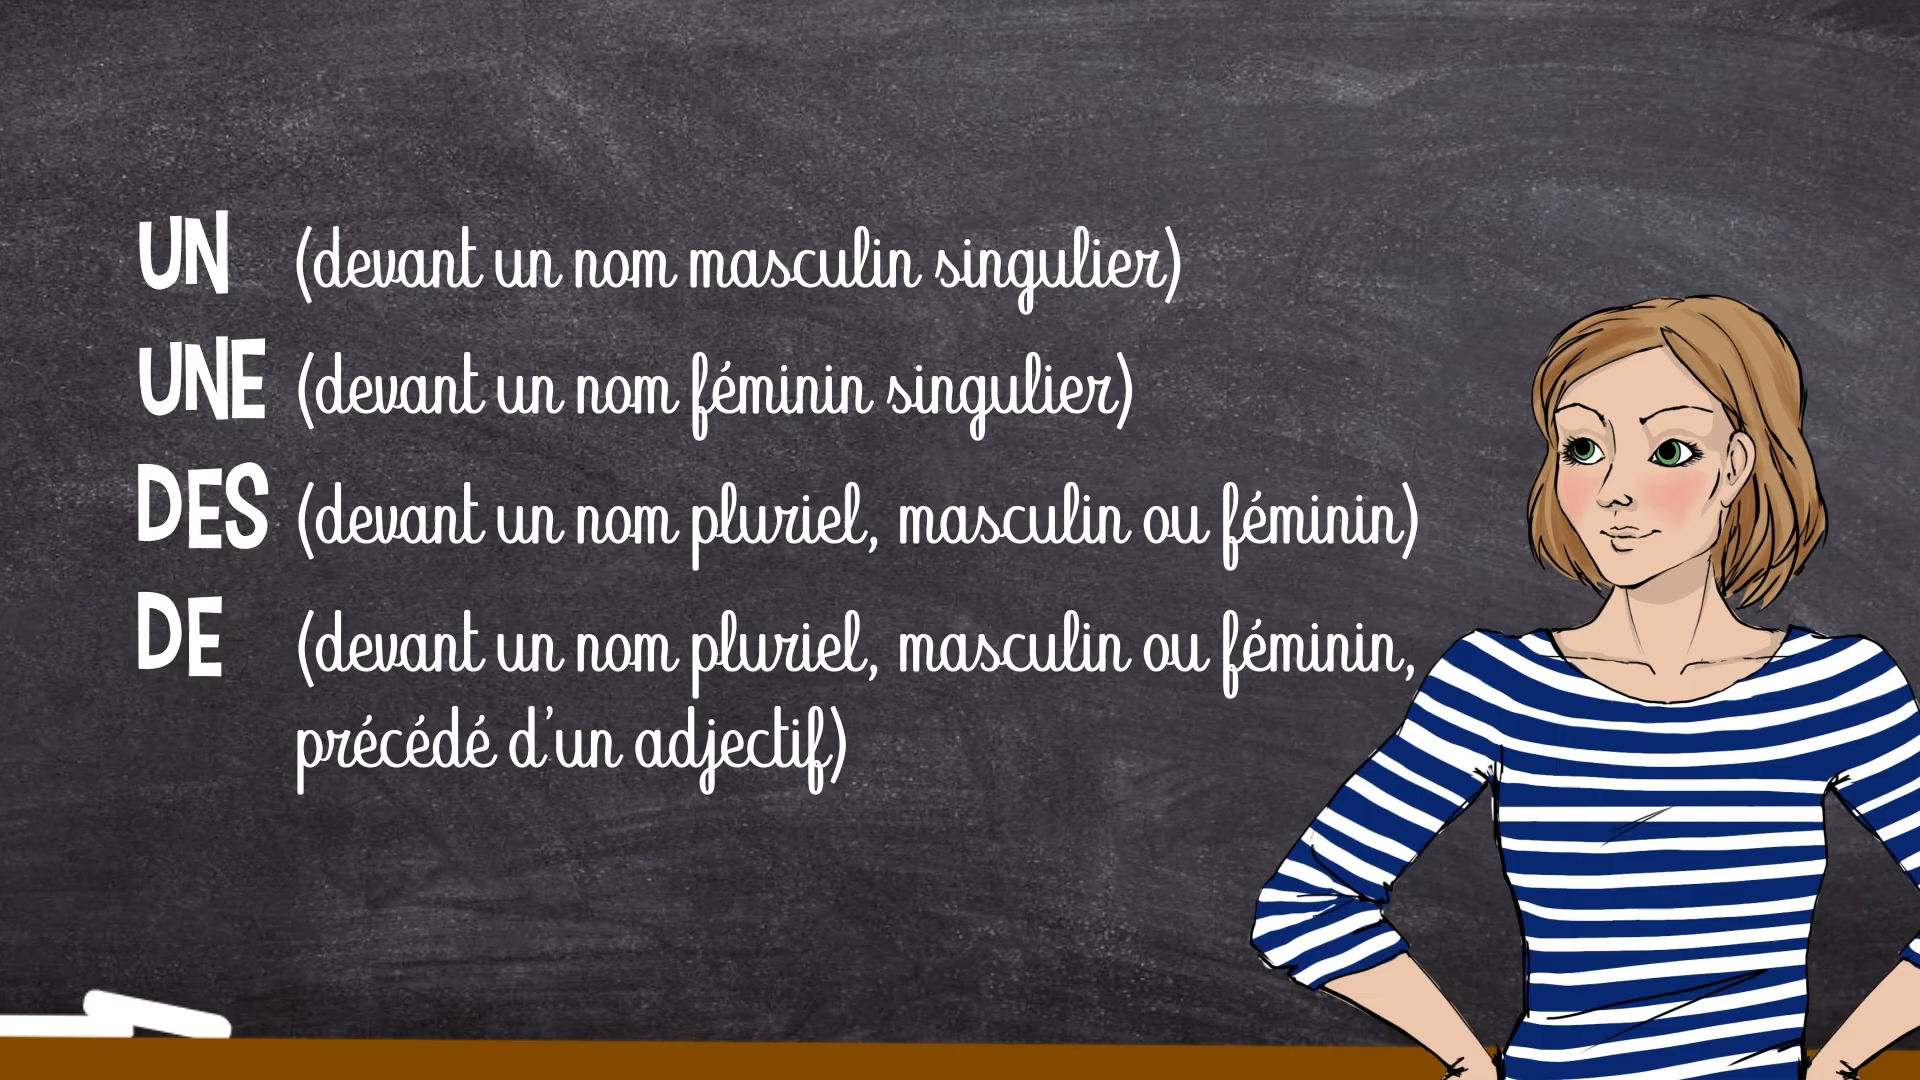 UN (devant un nom masculin singulier)
UNE (devant un nom féminin singulier)
DES (devant un nom pluriel, masculin ou féminin)
DE (devant un nom pluriel, masculin ou féminin,
précédé d'un adjectif)